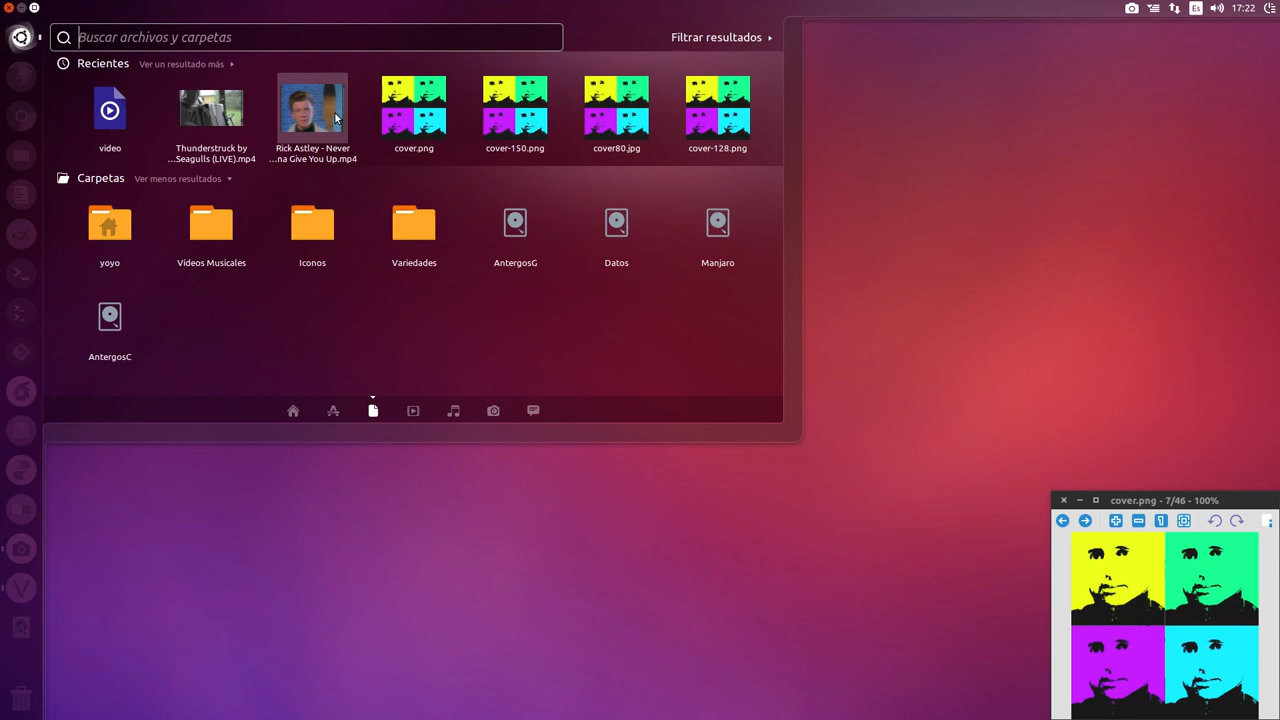 Es
17:22
Buscar archivos y carpetas
Filtrar resultados
Recientes
Ver un resultado más
video
Thunderstruck by
...Seagulls (LIVE).mp4
Rick Astley - Never
...na Give You Up.mp4
cover.png
cover-150.png
cover80.jpg
cover-128.png
Carpetas
Ver menos resultados
yoyo
Vídeos Musicales
Iconos
Variedades
AntergosG
Datos
Manjaro
AntergosC
cover.png - 7/46 - 100%